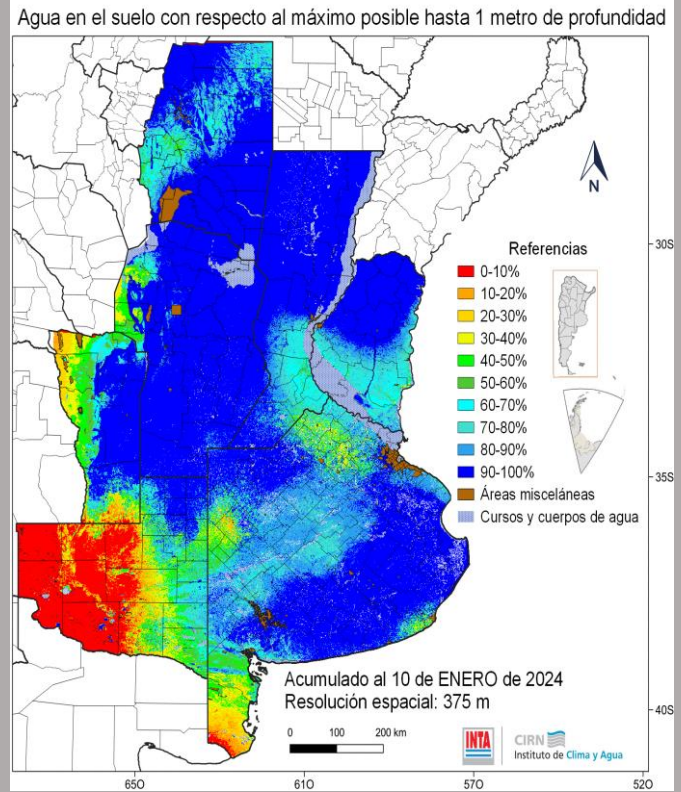 Agua en el suelo con respecto al máximo posible hasta 1 metro de profundidad
N
30S
Referencias
0-10%
10-20%
20-30%
30-40%
40-50%
50-60%
60-70%
70-80%
80-90%
90-100%
Áreas misceláneas
Cursos y cuerpos de agua
35S
Acumulado al 10 de ENERO de 2024
Resolución espacial: 375 m
40S
0 100 200 km
INTA
CIRN
Instituto de Clima y Agua
65O 61O 57O 52O